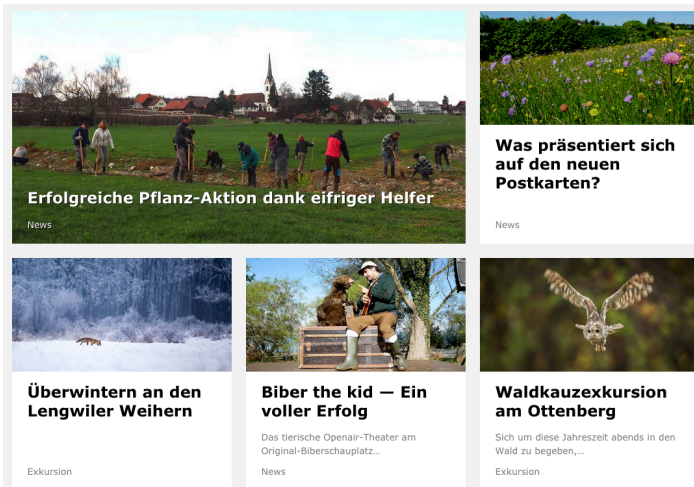 Erfolgreiche Pflanz-Aktion dank eifriger Helfer
News
Was präsentiert sich
auf den neuen
Postkarten?
News
Überwintern an den
Lengwiler Weihern
Exkursion
Biber the kid — Ein
voller Erfolg
Das tierische Openair-Theater am
Original-Biberschauplatz…
News
Waldkauzexkursion
am Ottenberg
Sich um diese Jahreszeit abends in den
Wald zu begeben,…
Exkursion